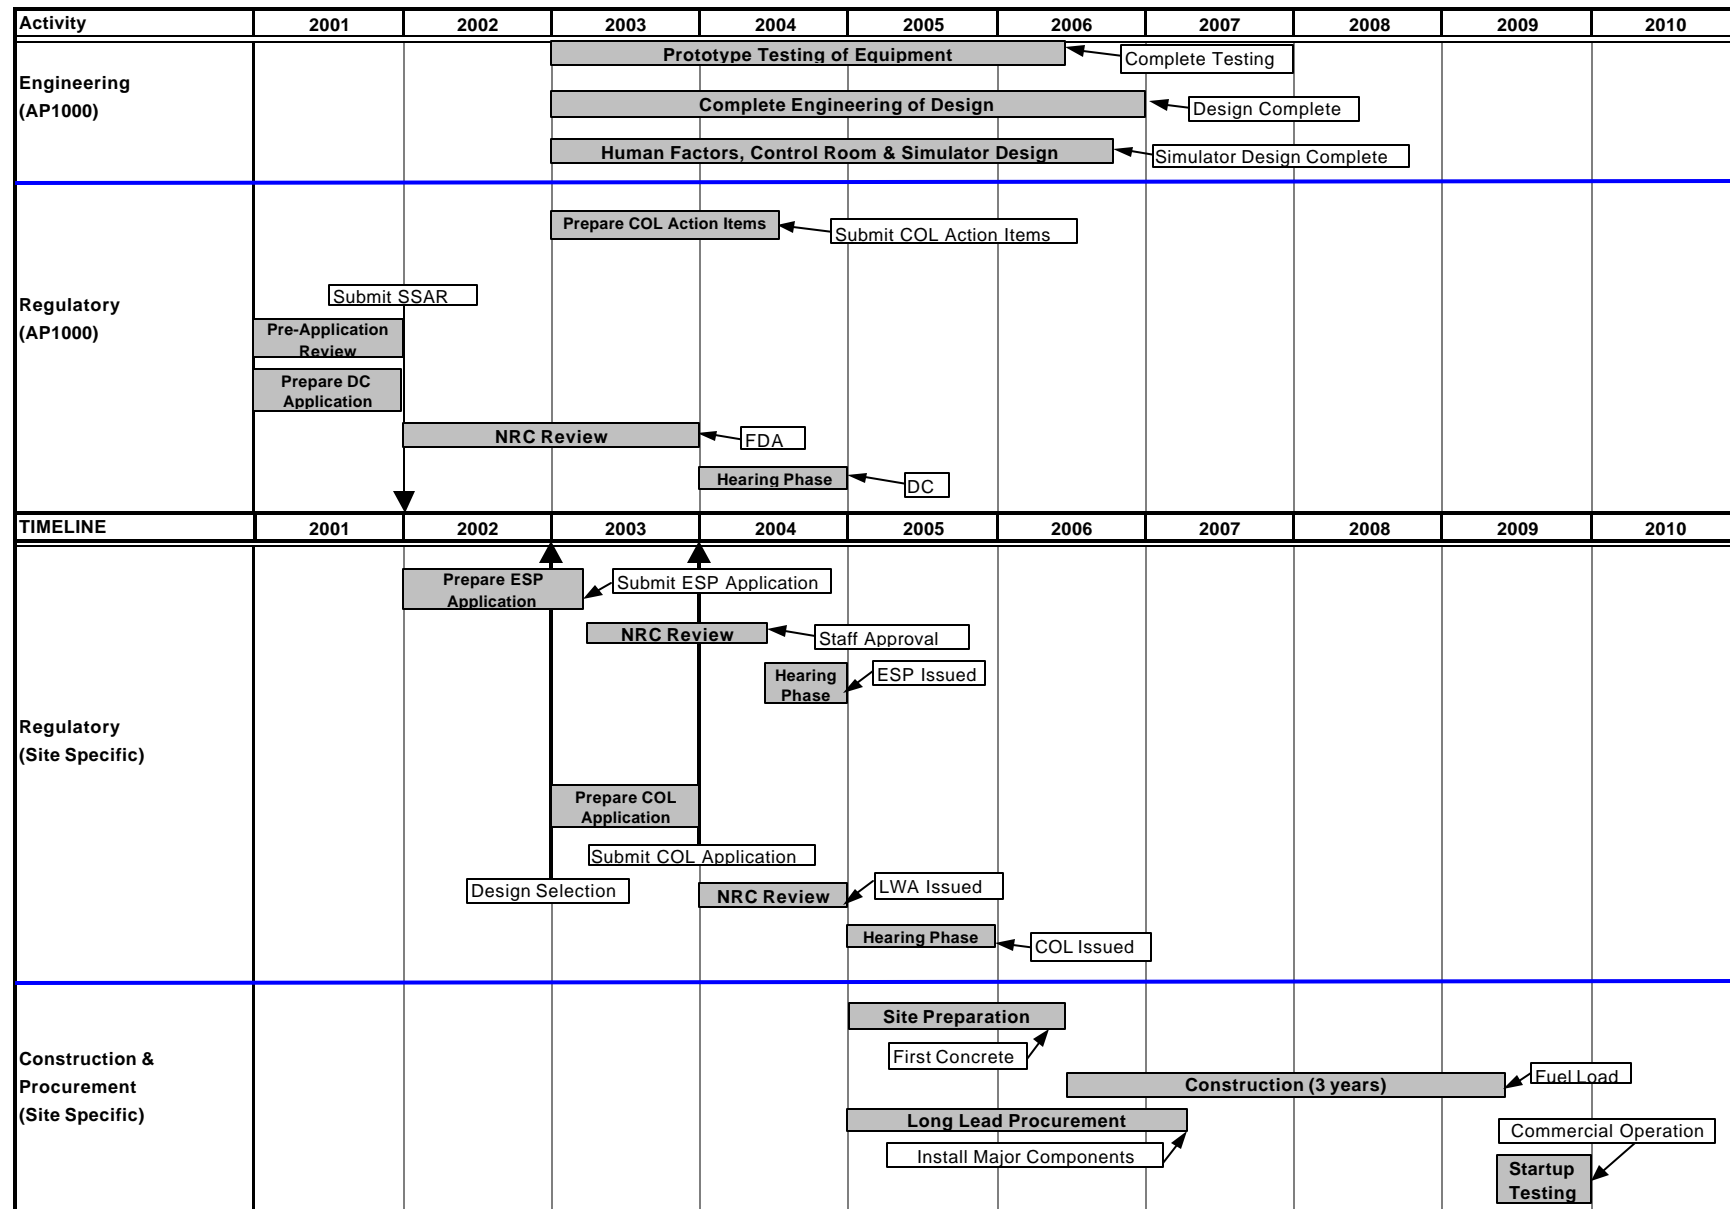 Activity 2001 2002 2003 2004 2005 2006 2007 2008 2009 2010
Engineering
(AP1000)
Prototype Testing of Equipment
Complete Testing
Complete Engineering of Design
Design Complete
Human Factors, Control Room & Simulator Design
Simulator Design Complete
Regulatory
(AP1000)
Prepare COL Action Items
Submit COL Action Items
Submit SSAR
Pre-Application
Review
Prepare DC
Application
NRC Review
FDA
Hearing Phase
DC
TIMELINE 2001 2002 2003 2004 2005 2006 2007 2008 2009 2010
Regulatory
(Site Specific)
Prepare ESP
Application
Submit ESP Application
NRC Review
Staff Approval
Hearing
Phase
ESP Issued
Prepare COL
Application
Submit COL Application
Design Selection
NRC Review
LWA Issued
Hearing Phase
COL Issued
Construction &
Procurement
(Site Specific)
Site Preparation
First Concrete
Construction (3 years)
Fuel Load
Long Lead Procurement
Install Major Components
Commercial Operation
Startup
Testing